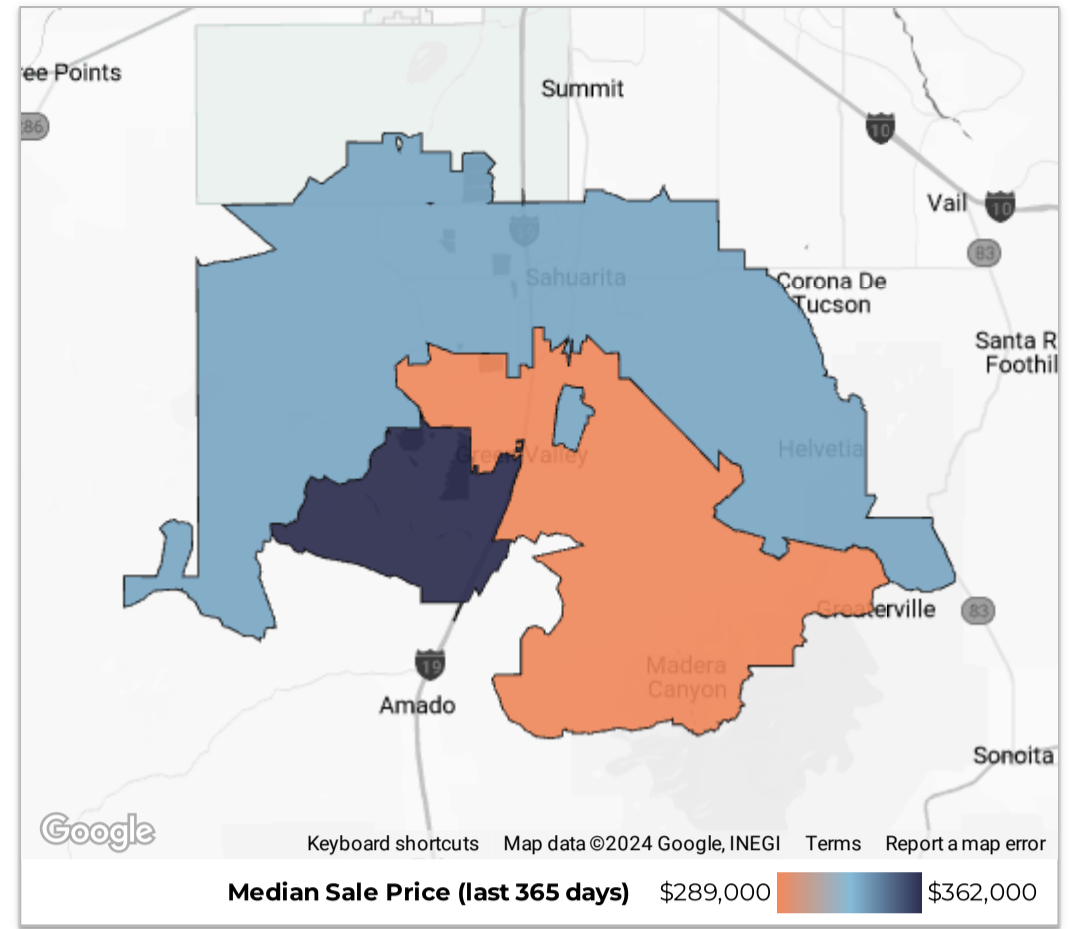 ree Points
Summit
86
10
Vail
10
19
83
Sahuarita
Corona De
Tucson
Santa R
Foothil
Green Valley
Helvetia
Greaterville
83
19
Madera
Canyon
Amado
Sonoita
Google
Keyboard shortcuts Map data ©2024 Google, INEGI Terms Report a map error
Median Sale Price (last 365 days) $289,000 $362,000